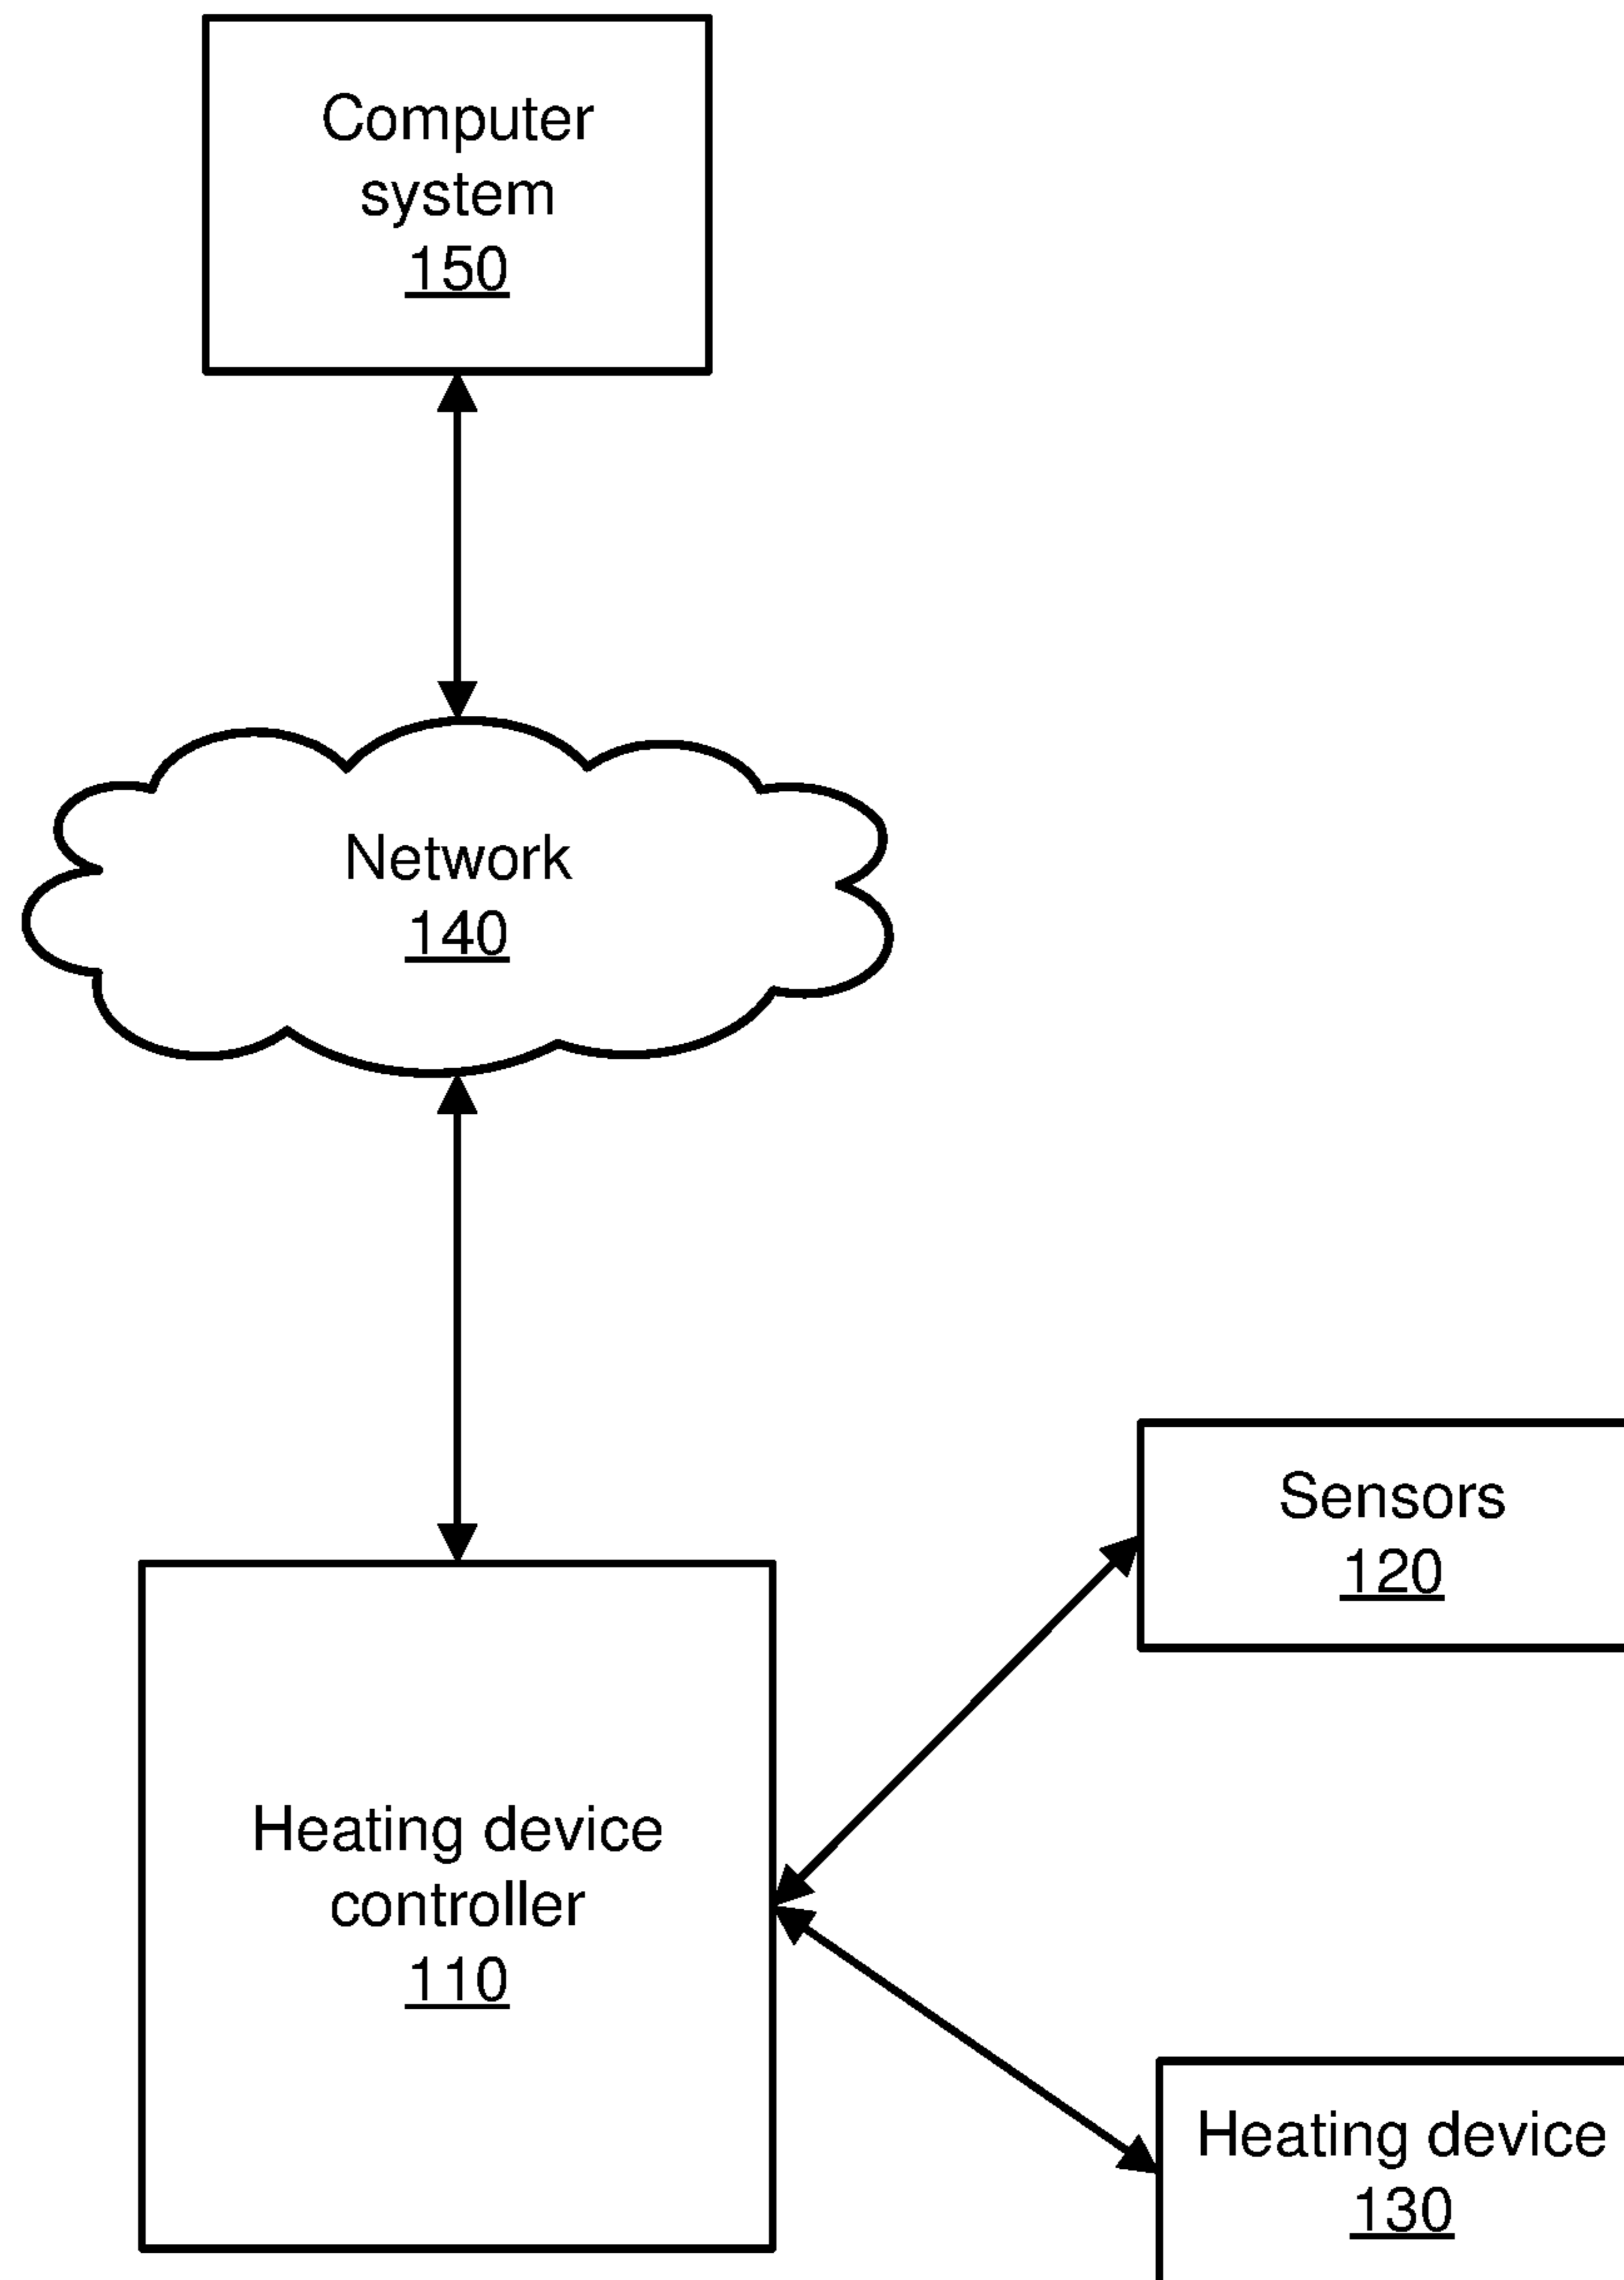 Computer
system
150
Network
140
Sensors
120
Heating device
controller
110
Heating device
130